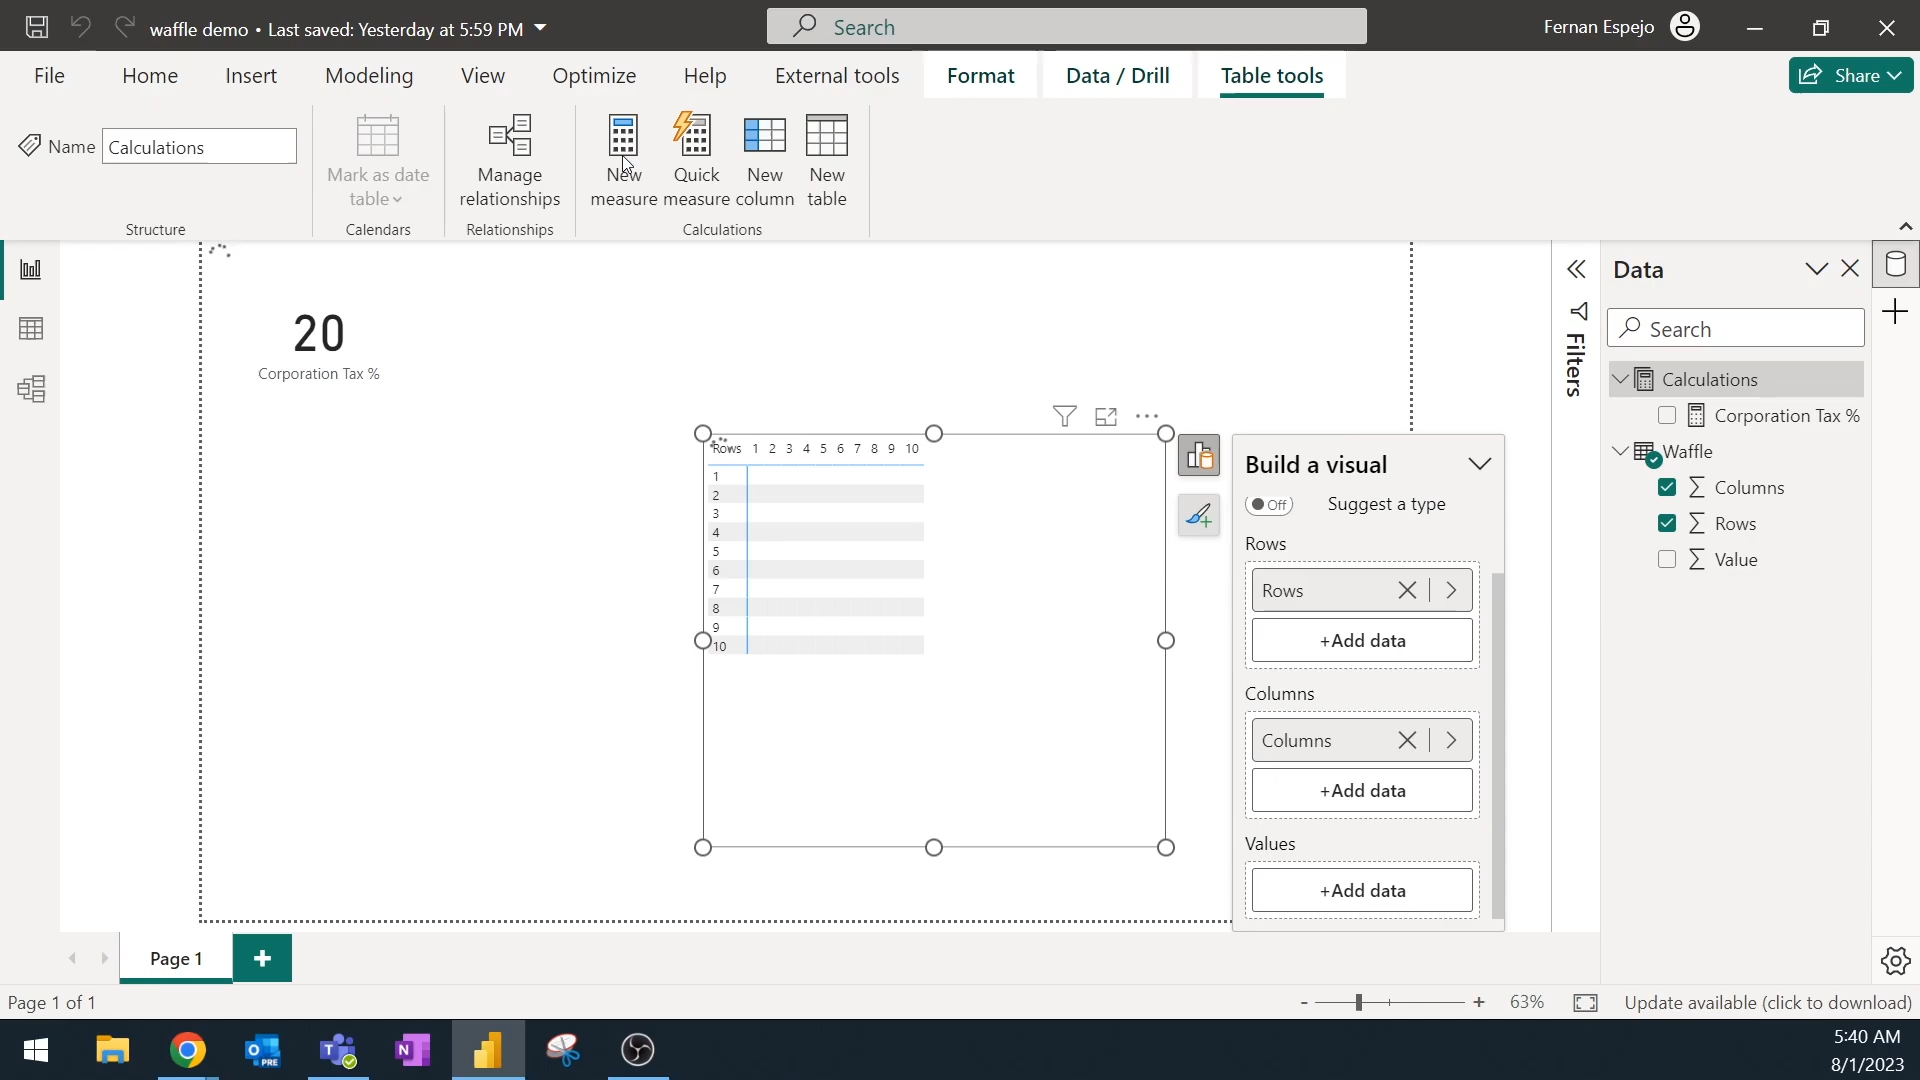 waffle demo • Last saved: Yesterday at 5:59 PM
Search
Fernan Espejo
File
Home
Insert
Modeling
View
Optimize
Help
External tools
Format
Data / Drill
Table tools
Share
Name
Calculations
Mark as date
table
Manage
relationships
New
measure
Quick
measure
New
column
New
table
Structure
Calendars
Relationships
Calculations
20
Corporation Tax %
Rows 1 2 3 4 5 6 7 8 9 10
1
2
3
4
5
6
7
8
9
10
Build a visual
Off
Suggest a type
Rows
Rows
+Add data
Columns
Columns
+Add data
Values
+Add data
Filters
Data
Search
Calculations
Corporation Tax %
Waffle
Columns
Rows
Value
Page 1
Page 1 of 1
- + 63%
Update available (click to download)
PRE
5:40 AM
8/1/2023